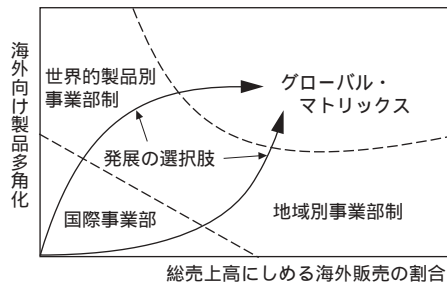 海外向け製品多角化
世界的製品別
事業部制
グローバル・
マトリックス
発展の選択肢
国際事業部
地域別事業部制
総売上高にしめる海外販売の割合